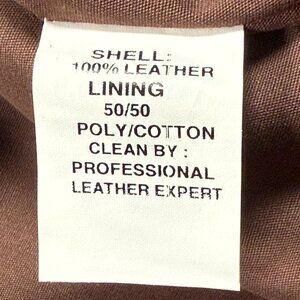 SHELL:
100% LEATHER
LINING
50/50
POLY/COTTON
CLEAN BY :
PROFESSIONAL
LEATHER EXPERT